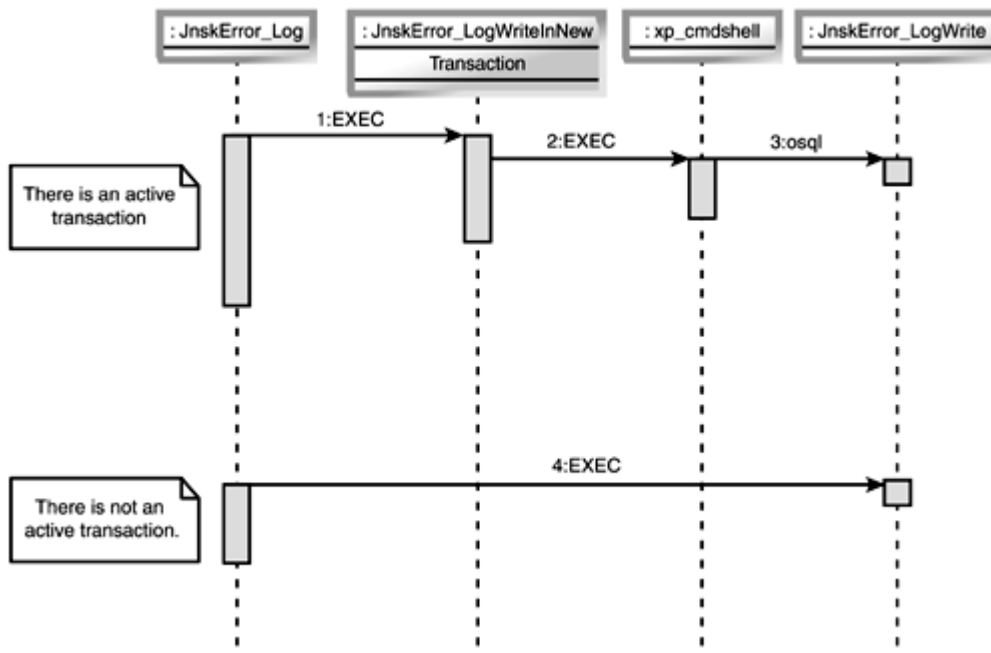 : JnskError_Log
: JnskError_LogWriteInNew
Transaction
: xp_cmdshell
: JnskError_LogWrite
1:EXEC
2:EXEC
3:osql
There is an active
transaction
4:EXEC
There is not an
active transaction.